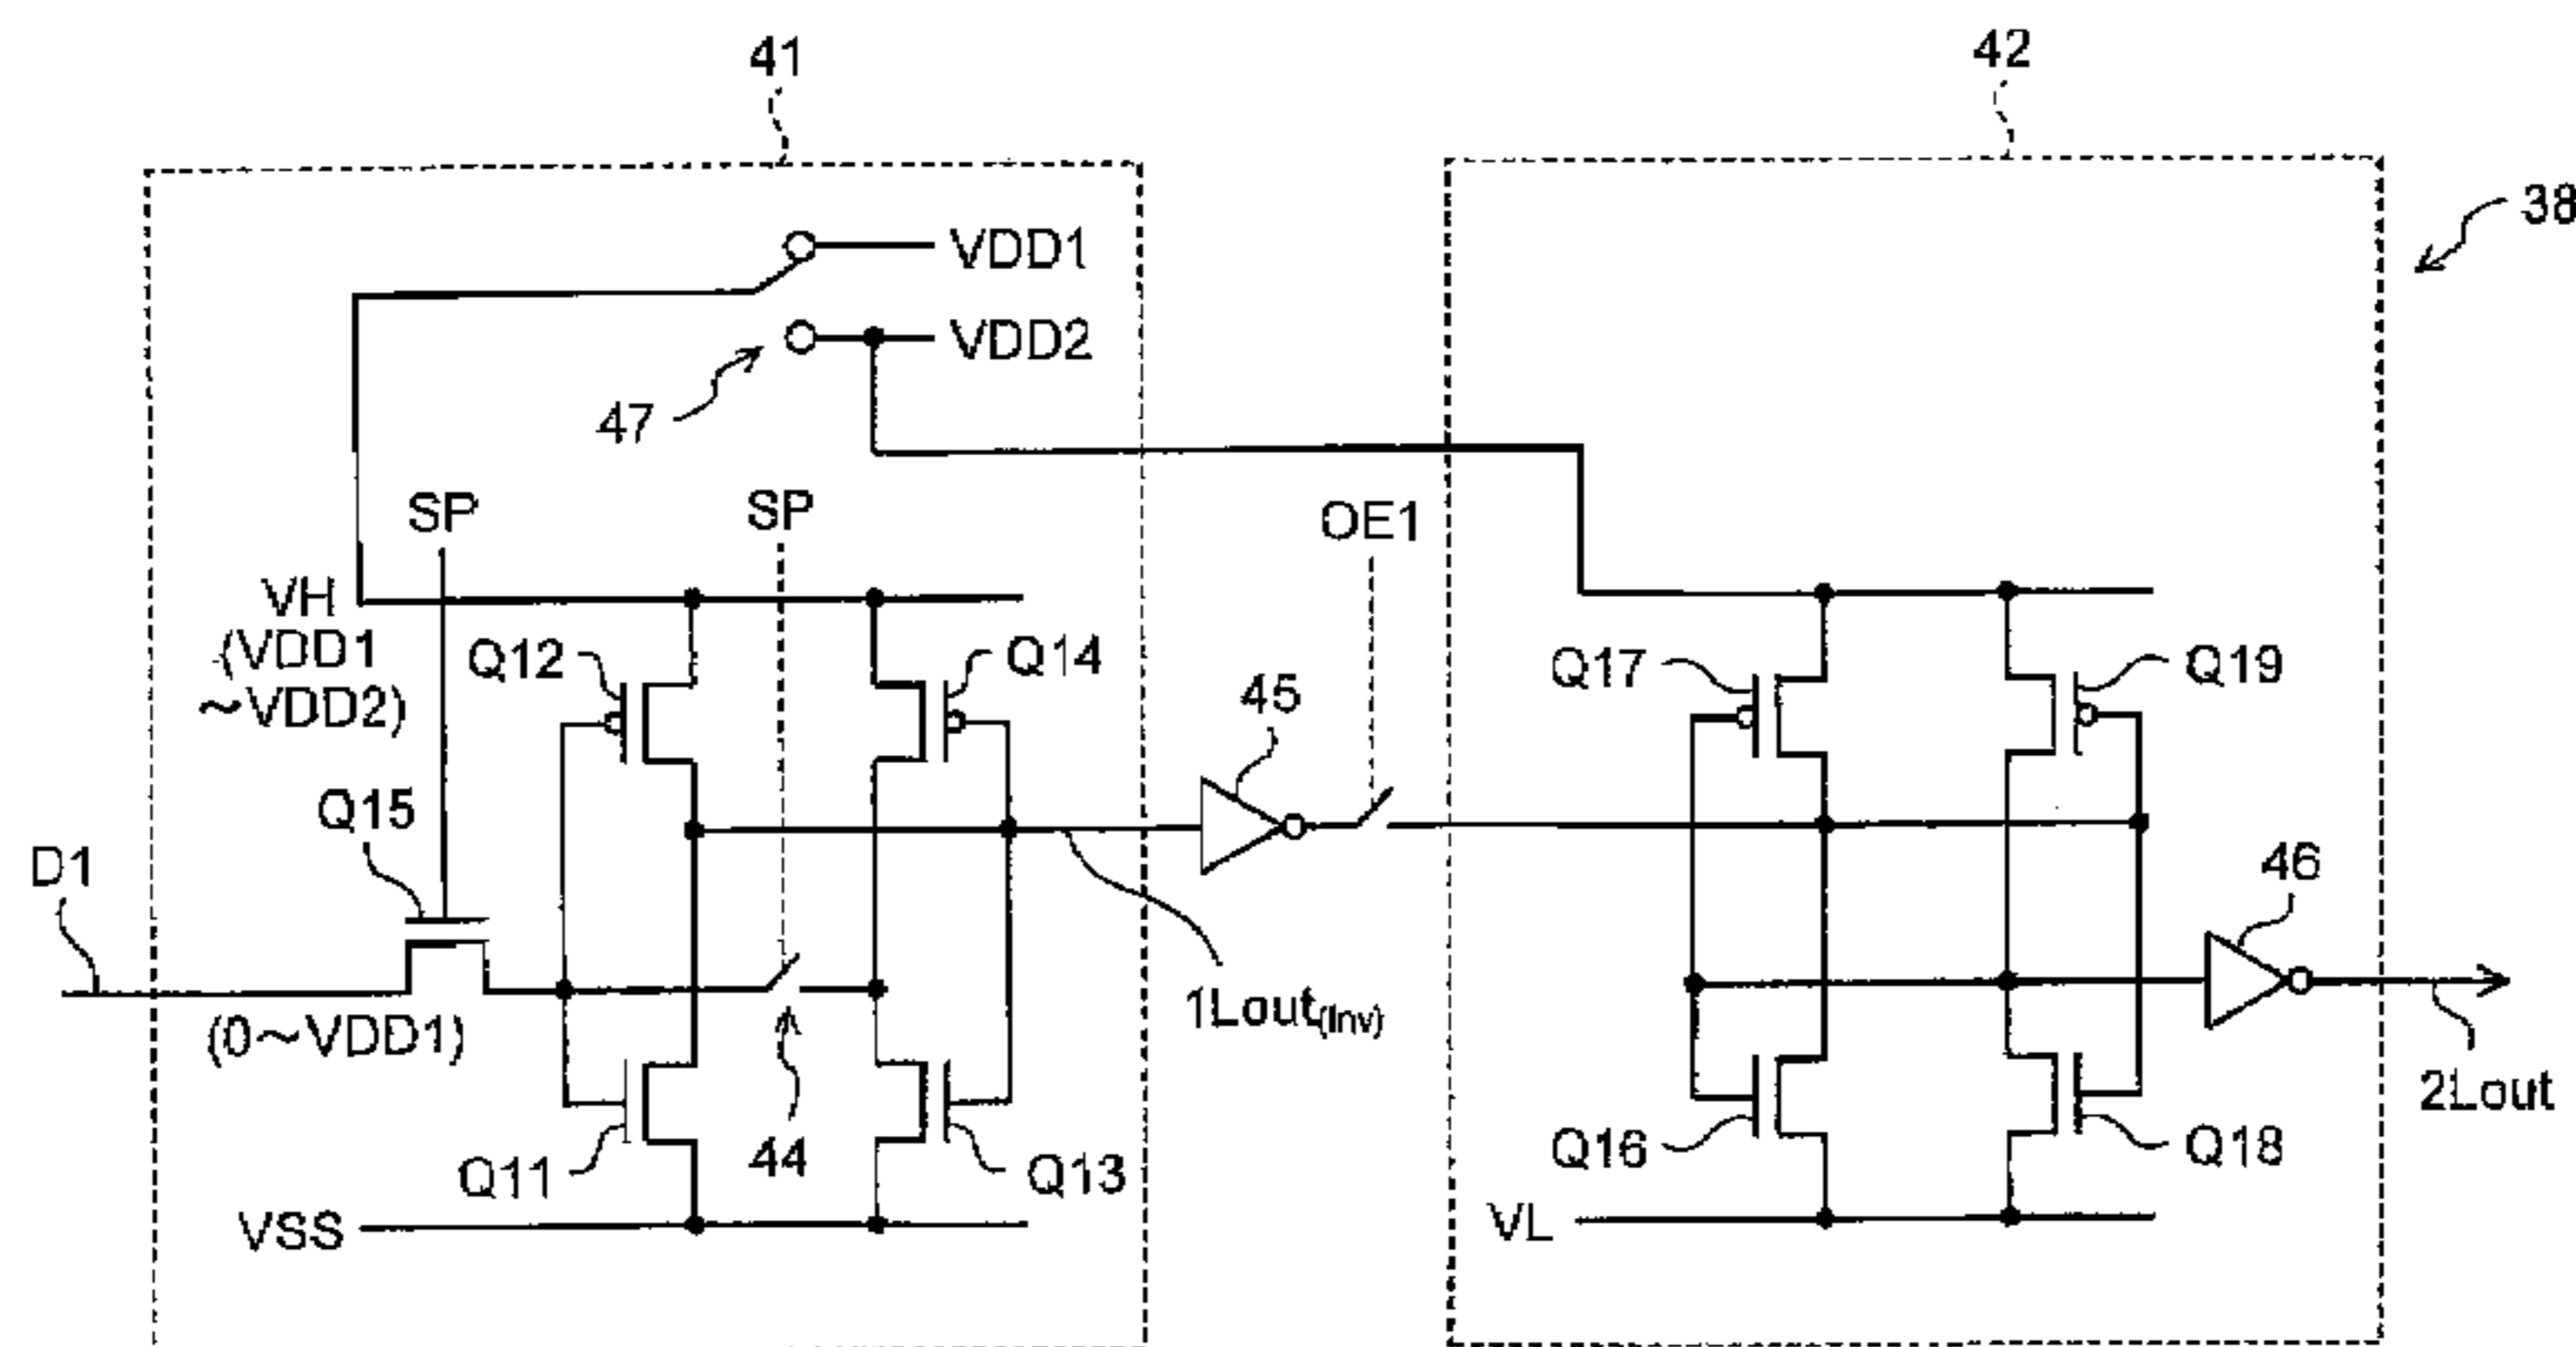 41
42
38
VDD1
VDD2
47
SP
SP
OE1
VH
(VDD1
~VDD2)
Q12
Q14
Q17
Q19
45
Q15
D1
46
(0~VDD1)
1Lout(Inv)
2Lout
Q11
44
Q13
Q16
Q18
VSS
VL